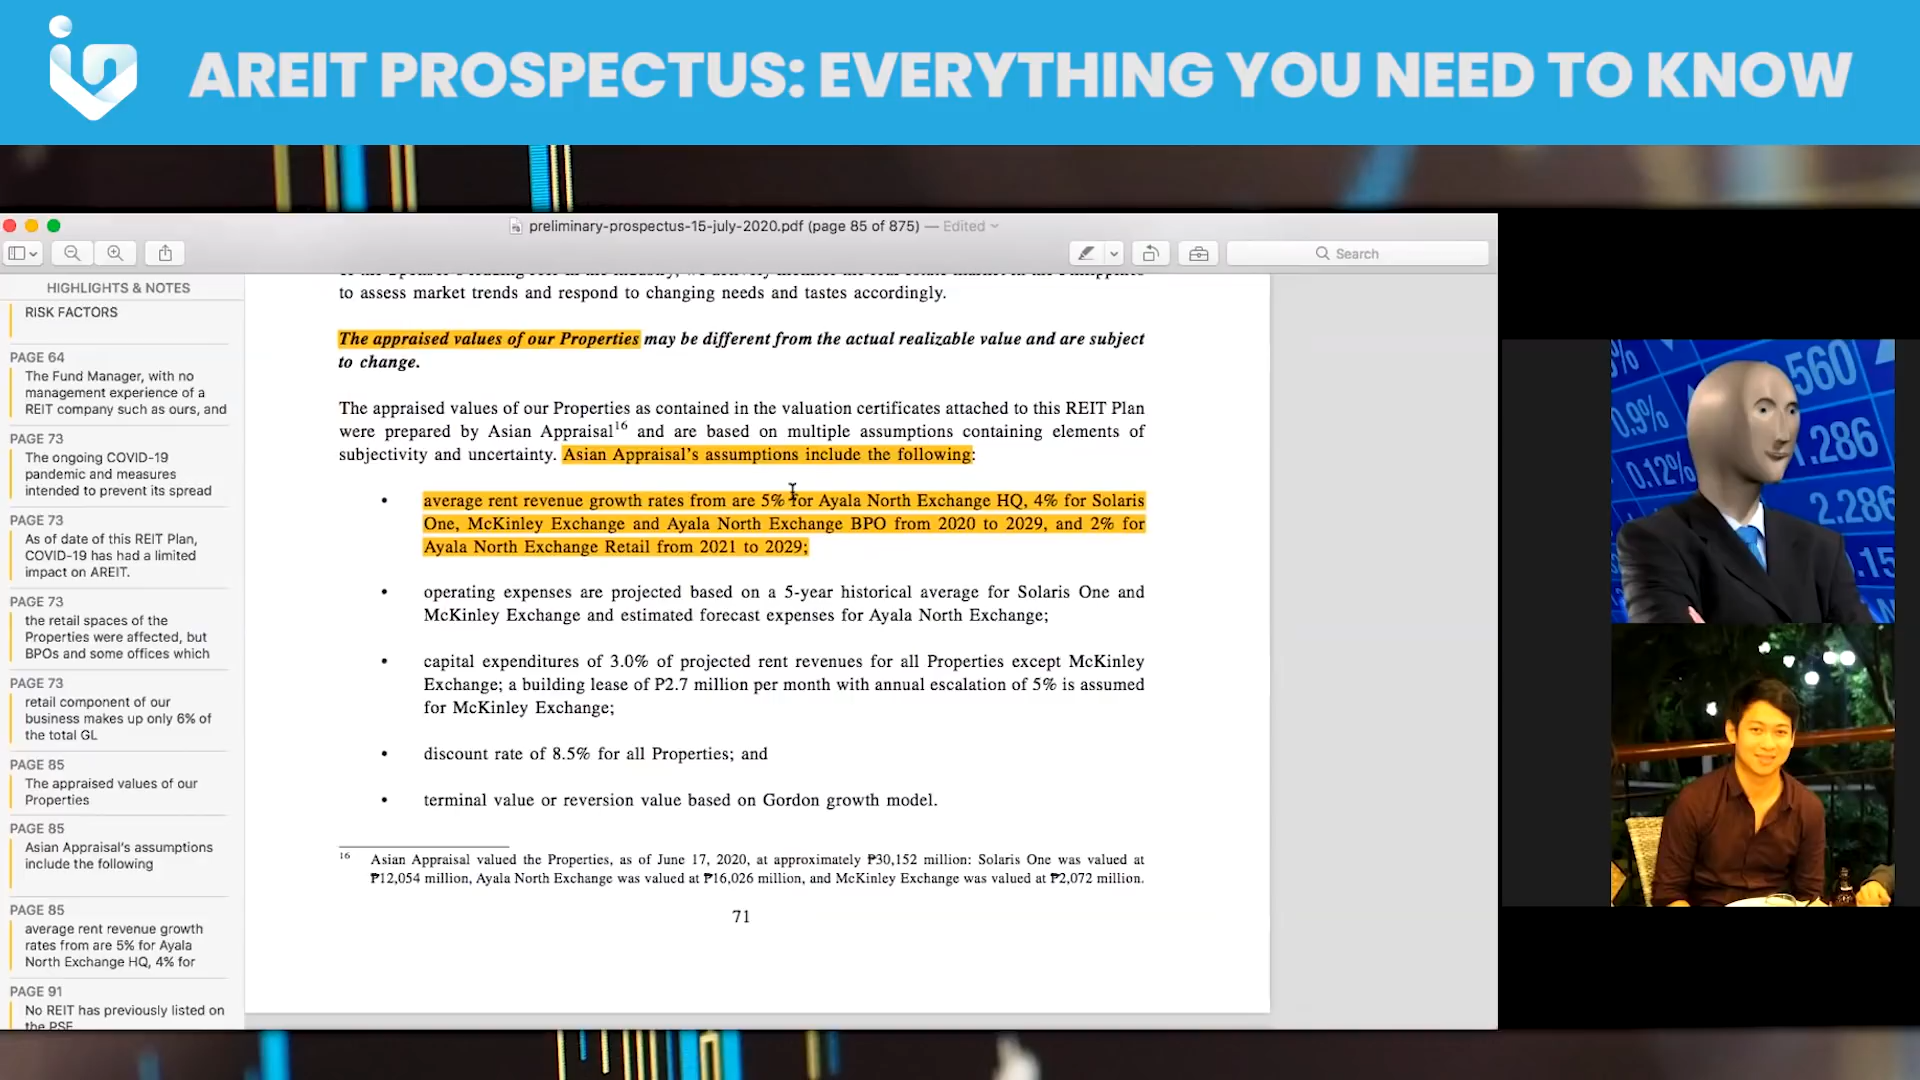 AREIT PROSPECTUS: EVERYTHING YOU NEED TO KNOW
preliminary-prospectus-15-july-2020.pdf (page 85 of 875) — Edited
Search
HIGHLIGHTS & NOTES
RISK FACTORS
PAGE 64
The Fund Manager, with no
management experience of a
REIT company such as ours, and
PAGE 73
The ongoing COVID-19
pandemic and measures
intended to prevent its spread
PAGE 73
As of date of this REIT Plan,
COVID-19 has had a limited
impact on AREIT.
PAGE 73
the retail spaces of the
Properties were affected, but
BPOs and some offices which
PAGE 73
retail component of our
business makes up only 6% of
the total GL
PAGE 85
The appraised values of our
Properties
PAGE 85
Asian Appraisal's assumptions
include the following
PAGE 85
average rent revenue growth
rates from are 5% for Ayala
North Exchange HQ, 4% for
PAGE 91
No REIT has previously listed on
the PSE
to assess market trends and respond to changing needs and tastes accordingly.
The appraised values of our Properties may be different from the actual realizable value and are subject
to change.
The appraised values of our Properties as contained in the valuation certificates attached to this REIT Plan
were prepared by Asian Appraisal16 and are based on multiple assumptions containing elements of
subjectivity and uncertainty. Asian Appraisal's assumptions include the following:
• average rent revenue growth rates from are 5% for Ayala North Exchange HQ, 4% for Solaris
One, McKinley Exchange and Ayala North Exchange BPO from 2020 to 2029, and 2% for
Ayala North Exchange Retail from 2021 to 2029;
• operating expenses are projected based on a 5-year historical average for Solaris One and
McKinley Exchange and estimated forecast expenses for Ayala North Exchange;
• capital expenditures of 3.0% of projected rent revenues for all Properties except McKinley
Exchange; a building lease of P2.7 million per month with annual escalation of 5% is assumed
for McKinley Exchange;
• discount rate of 8.5% for all Properties; and
• terminal value or reversion value based on Gordon growth model.
16 Asian Appraisal valued the Properties, as of June 17, 2020, at approximately ₱30,152 million: Solaris One was valued at
₱12,054 million, Ayala North Exchange was valued at ₱16,026 million, and McKinley Exchange was valued at ₱2,072 million.
71
560
0.9%
1.286
0.12%
2.286